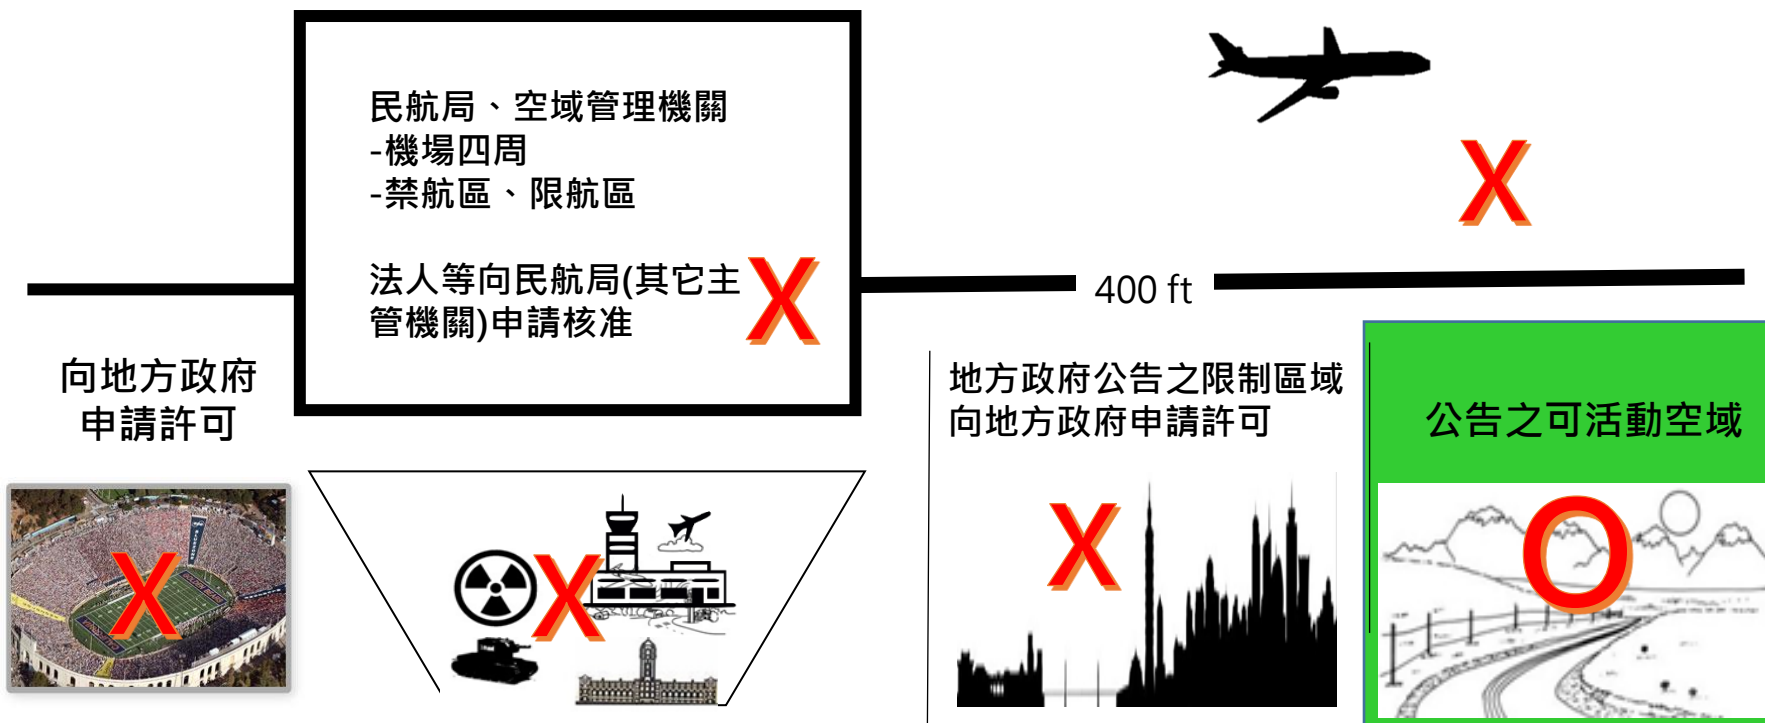 民航局、空域管理機關
-機場四周
-禁航區、限航區
法人等向民航局(其它主
管機關)申請核准
X
X
400 ft
向地方政府
申請許可
地方政府公告之限制區域
向地方政府申請許可
公告之可活動空域
X
X
X
O